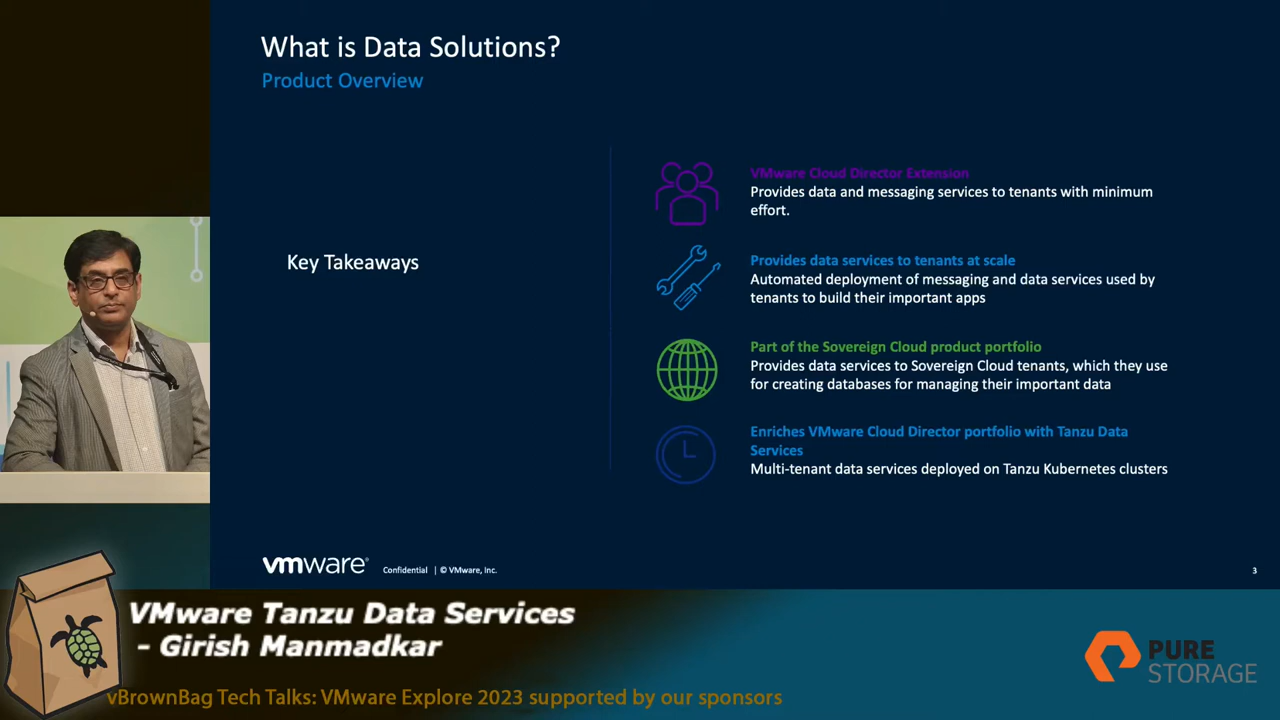 What is Data Solutions?
Product Overview
Key Takeaways
VMware Cloud Director Extension
Provides data and messaging services to tenants with minimum
effort.
Provides data services to tenants at scale
Automated deployment of messaging and data services used by
tenants to build their important apps
Part of the Sovereign Cloud product portfolio
Provides data services to Sovereign Cloud tenants, which they use
for creating databases for managing their important data
Enriches VMware Cloud Director portfolio with Tanzu Data
Services
Multi-tenant data services deployed on Tanzu Kubernetes clusters
vmware® Confidential | © VMware, Inc. 3
VMware Tanzu Data Services
- Girish Manmadkar
vBrownBag Tech Talks: VMware Explore 2023 supported by our sponsors
PURE
STORAGE